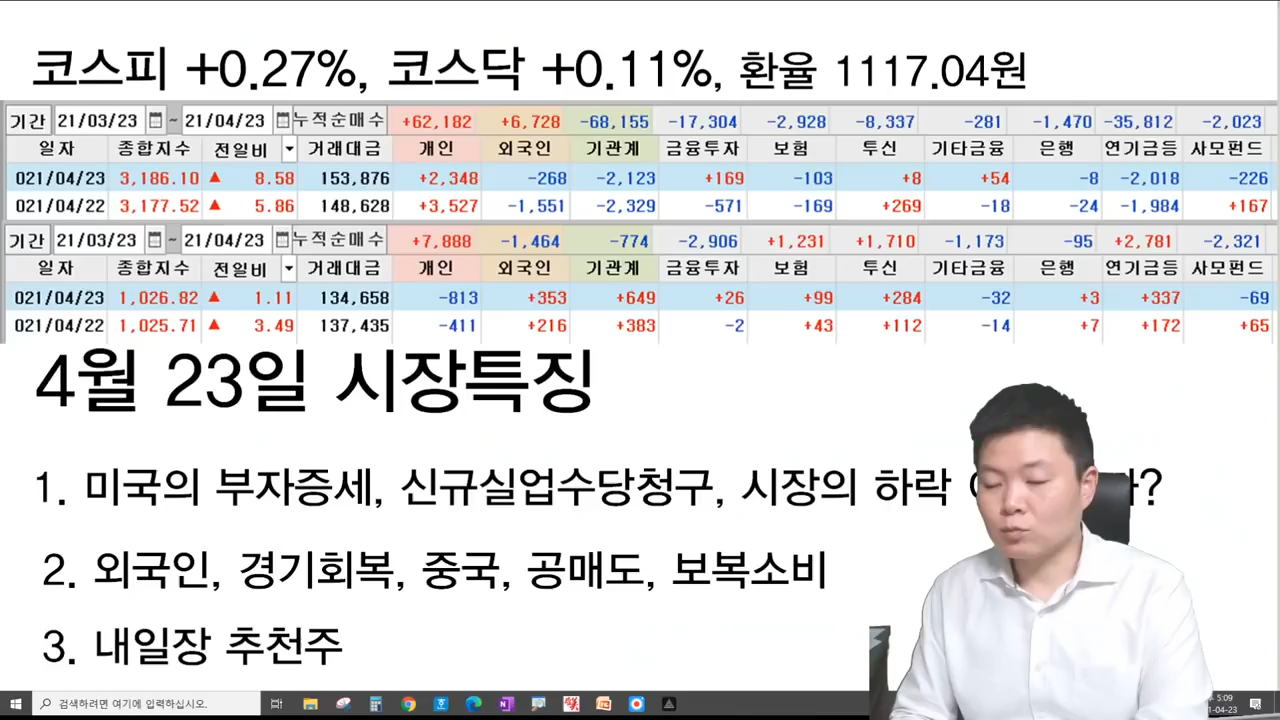 코스피 +0.27%, 코스닥 +0.11%, 환율 1117.04원
기간 21/03/23 ~ 21/04/23 누적순매수 +62,182 +6,728 -68,155 -17,304 -2,928 -8,337 -281 -1,470 -35,812 -2,023
일자 종합지수 전일비 거래대금 개인 외국인 기관계 금융투자 보험 투신 기타금융 은행 연기금등 사모펀드
021/04/23 3,186.10 ▲ 8.58 153,876 +2,348 -268 -2,123 +169 -103 +8 +54 -8 -2,018 -226
021/04/22 3,177.52 ▲ 5.86 148,628 +3,527 -1,551 -2,329 -571 -169 +269 -18 -24 -1,984 +167
기간 21/03/23 ~ 21/04/23 누적순매수 +7,888 -1,464 -774 -2,906 +1,231 +1,710 -1,173 -95 +2,781 -2,321
일자 종합지수 전일비 거래대금 개인 외국인 기관계 금융투자 보험 투신 기타금융 은행 연기금등 사모펀드
021/04/23 1,026.82 ▲ 1.11 134,658 -813 +353 +649 +26 +99 +284 -32 +3 +337 -69
021/04/22 1,025.71 ▲ 3.49 137,435 -411 +216 +383 -2 +43 +112 -14 +7 +172 +65
4월 23일 시장특징
1. 미국의 부자증세, 신규실업수당청구, 시장의 하락 ?
2. 외국인, 경기회복, 중국, 공매도, 보복소비
3. 내일장 추천주
검색하려면 여기에 입력하십시오.
5:09
1-04-23